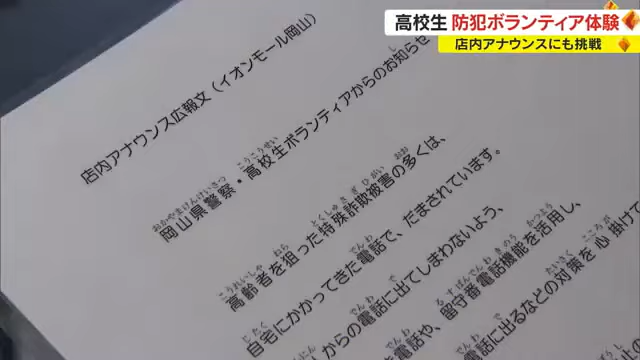 高校生 防犯ボランティア体験
店内アナウンスにも挑戦
店内アナウンス広報文（イオンモール岡山）
岡山県警察・高校生ボランティアからのお知らせ
高齢者を狙った特殊詐欺被害の多くは、
自宅にかかってきた電話で、だまされています。
からの電話に出てしまわないよう、
電話や、留守番電話機能を活用し、
電話に出るなどの対策を心掛けて